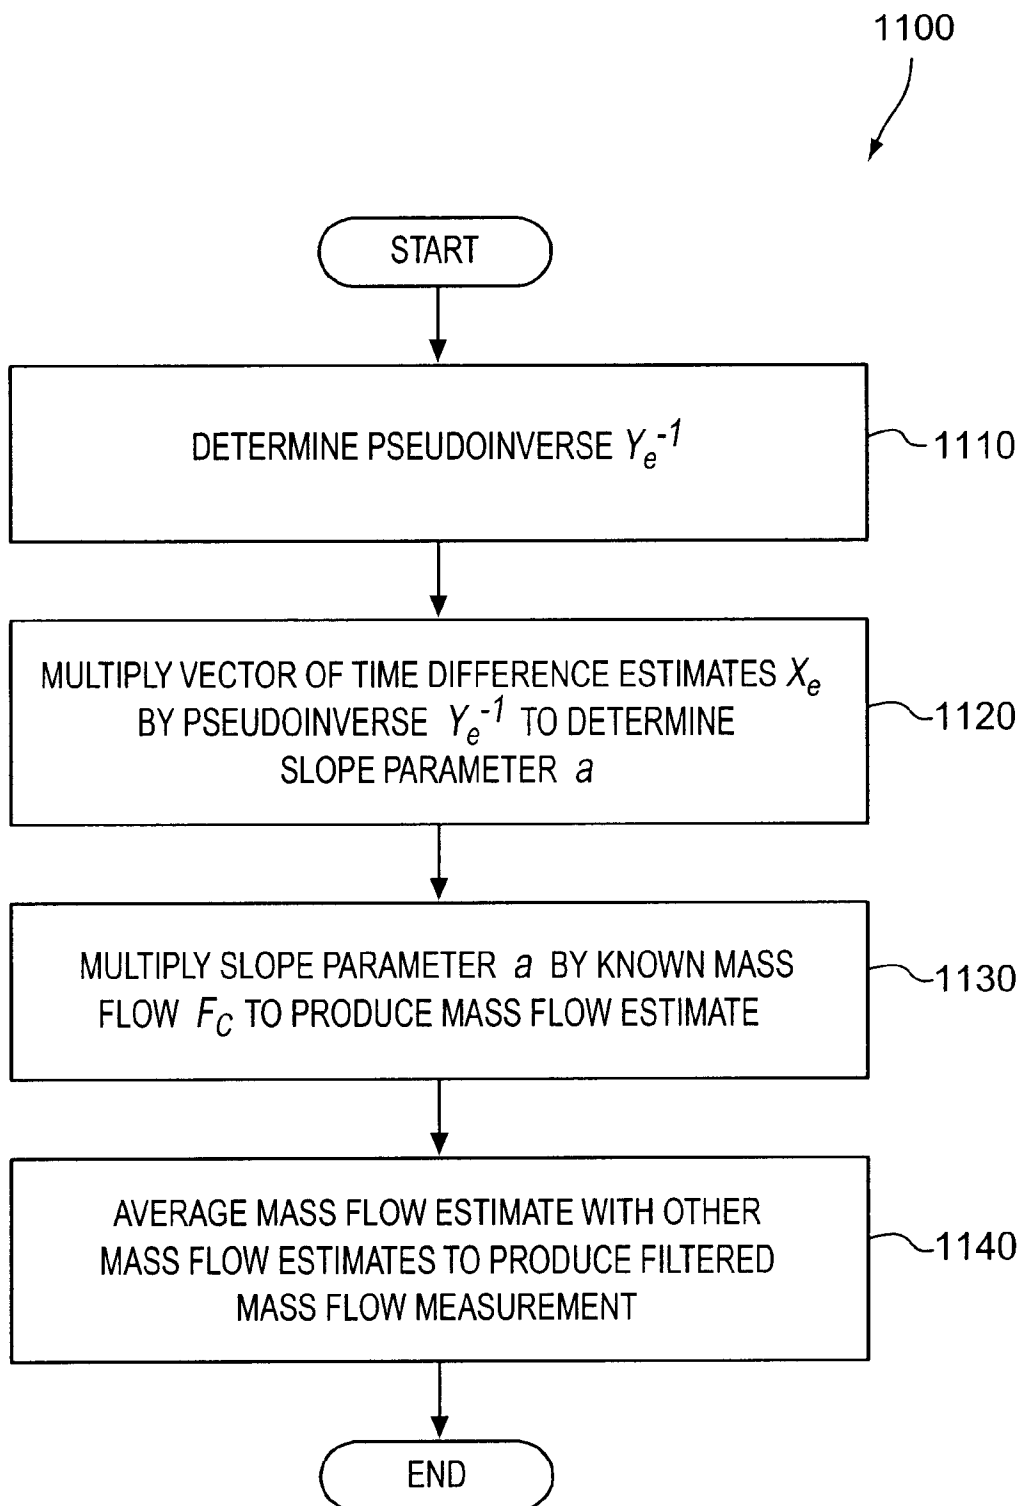 1100
START
DETERMINE PSEUDOINVERSE Yₑ⁻¹
1110
MULTIPLY VECTOR OF TIME DIFFERENCE ESTIMATES Xₑ
BY PSEUDOINVERSE Yₑ⁻¹ TO DETERMINE
SLOPE PARAMETER a
1120
MULTIPLY SLOPE PARAMETER a BY KNOWN MASS
FLOW F_C TO PRODUCE MASS FLOW ESTIMATE
1130
AVERAGE MASS FLOW ESTIMATE WITH OTHER
MASS FLOW ESTIMATES TO PRODUCE FILTERED
MASS FLOW MEASUREMENT
1140
END